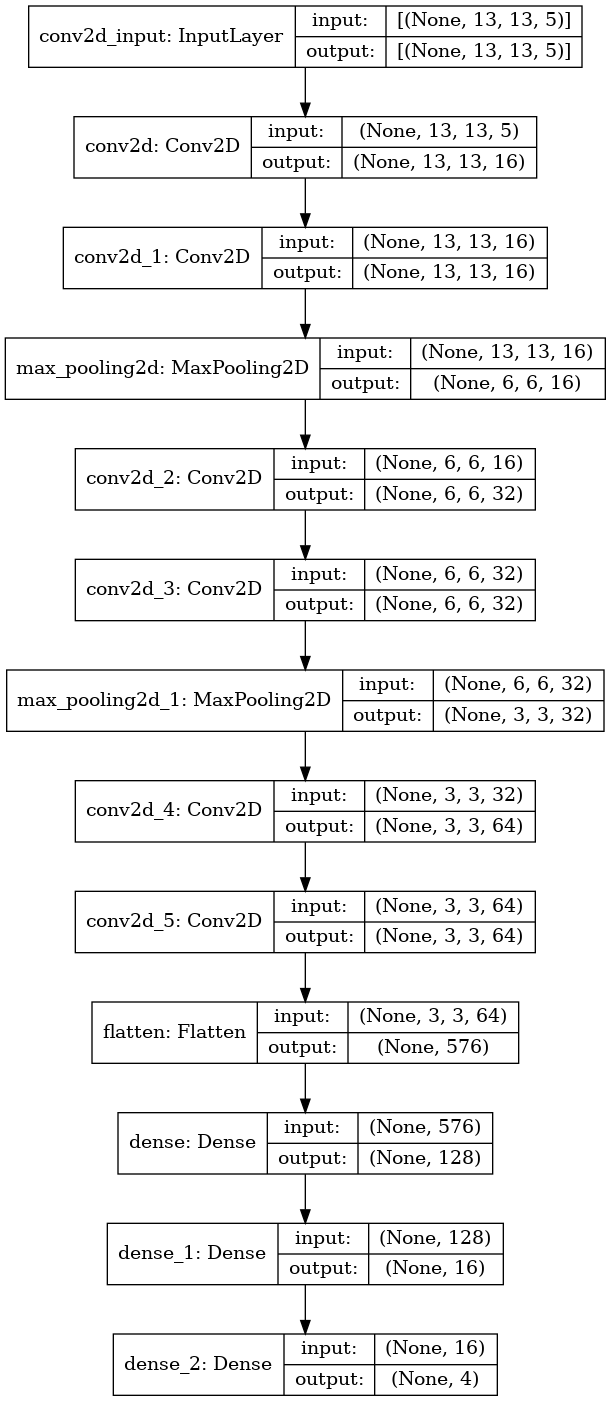 conv2d_input: InputLayer
input: [(None, 13, 13, 5)]
output: [(None, 13, 13, 5)]
conv2d: Conv2D
input: (None, 13, 13, 5)
output: (None, 13, 13, 16)
conv2d_1: Conv2D
input: (None, 13, 13, 16)
output: (None, 13, 13, 16)
max_pooling2d: MaxPooling2D
input: (None, 13, 13, 16)
output: (None, 6, 6, 16)
conv2d_2: Conv2D
input: (None, 6, 6, 16)
output: (None, 6, 6, 32)
conv2d_3: Conv2D
input: (None, 6, 6, 32)
output: (None, 6, 6, 32)
max_pooling2d_1: MaxPooling2D
input: (None, 6, 6, 32)
output: (None, 3, 3, 32)
conv2d_4: Conv2D
input: (None, 3, 3, 32)
output: (None, 3, 3, 64)
conv2d_5: Conv2D
input: (None, 3, 3, 64)
output: (None, 3, 3, 64)
flatten: Flatten
input: (None, 3, 3, 64)
output: (None, 576)
dense: Dense
input: (None, 576)
output: (None, 128)
dense_1: Dense
input: (None, 128)
output: (None, 16)
dense_2: Dense
input: (None, 16)
output: (None, 4)